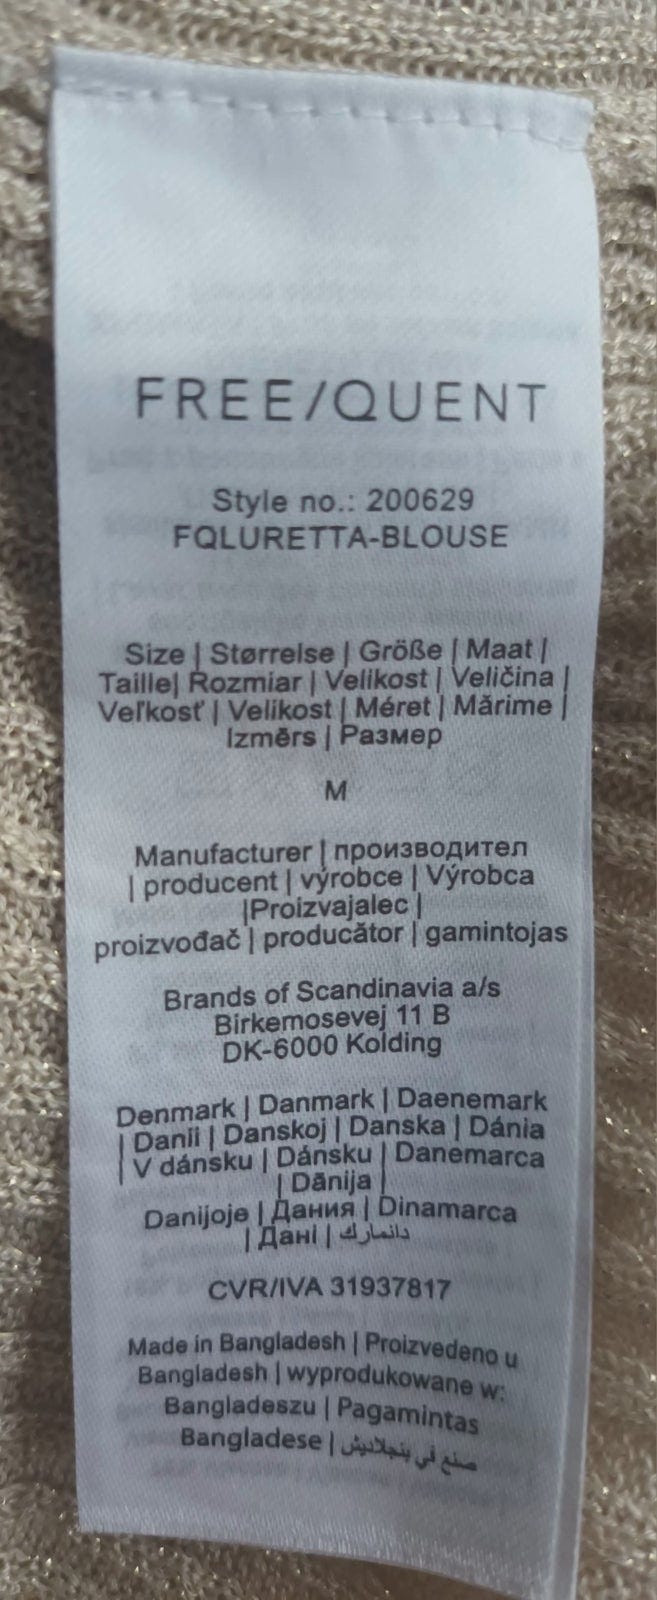 FREE/QUENT
Style no.: 200629
FQLURETTA-BLOUSE
Size | Størrelse | Größe | Maat |
Taille| Rozmiar | Velikost | Veličina |
Veľkosť | Velikost | Méret | Mărime |
Izmērs | Размер
M
Manufacturer | производител
| producent | výrobce | Výrobca
|Proizvajalec |
proizvođač | producător | gamintojas
Brands of Scandinavia a/s
Birkemosevej 11 B
DK-6000 Kolding
Denmark | Danmark | Daenemark
| Danii | Danskoj | Danska | Dánia
| V dánsku | Dánsku | Danemarca
| Dānija |
Danijoje | Дания | Dinamarca
| Дані | دانمارك
CVR/IVA 31937817
Made in Bangladesh | Proizvedeno u
Bangladesh | wyprodukowane w:
Bangladeszu | Pagamintas
Bangladese | صنع في بنجلاديش